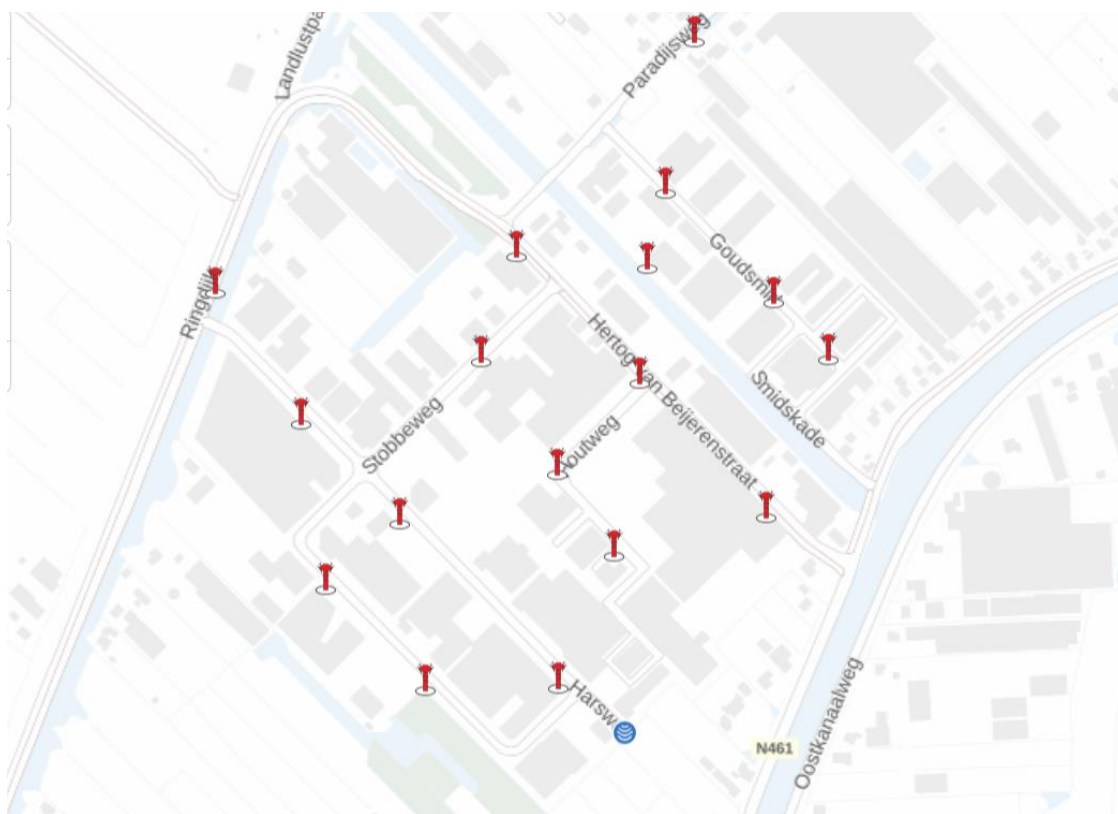 Landlustpa
Paradijsweg
Goudsmi
Ringdijk
Hertog van Beijerenstraat
Smidskade
Stobbeweg
Houtweg
Harsw
N461
Oostkanaalweg